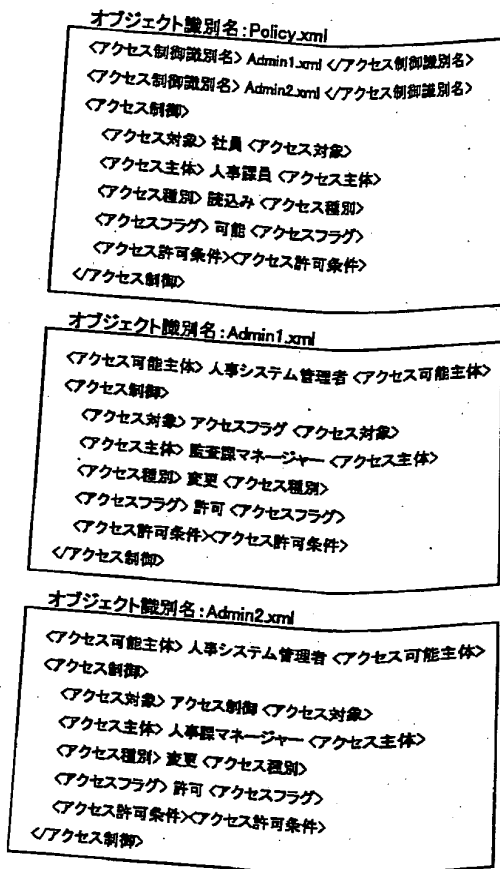 オブジェクト識別名:Policy.xml
<アクセス制御識別名> Admin1.xml </アクセス制御識別名>
<アクセス制御識別名> Admin2.xml </アクセス制御識別名>
<アクセス制御>
<アクセス対象> 社員 <アクセス対象>
<アクセス主体> 人事課員 <アクセス主体>
<アクセス種別> 読込み <アクセス種別>
<アクセスフラグ> 可能 <アクセスフラグ>
<アクセス許可条件><アクセス許可条件>
</アクセス制御>
オブジェクト識別名:Admin1.xml
<アクセス可能主体> 人事システム管理者 <アクセス可能主体>
<アクセス制御>
<アクセス対象> アクセスフラグ <アクセス対象>
<アクセス主体> 監査課マネージャー <アクセス主体>
<アクセス種別> 変更 <アクセス種別>
<アクセスフラグ> 許可 <アクセスフラグ>
<アクセス許可条件><アクセス許可条件>
</アクセス制御>
オブジェクト識別名:Admin2.xml
<アクセス可能主体> 人事システム管理者 <アクセス可能主体>
<アクセス制御>
<アクセス対象> アクセス制御 <アクセス対象>
<アクセス主体> 人事課マネージャー <アクセス主体>
<アクセス種別> 変更 <アクセス種別>
<アクセスフラグ> 許可 <アクセスフラグ>
<アクセス許可条件><アクセス許可条件>
</アクセス制御>